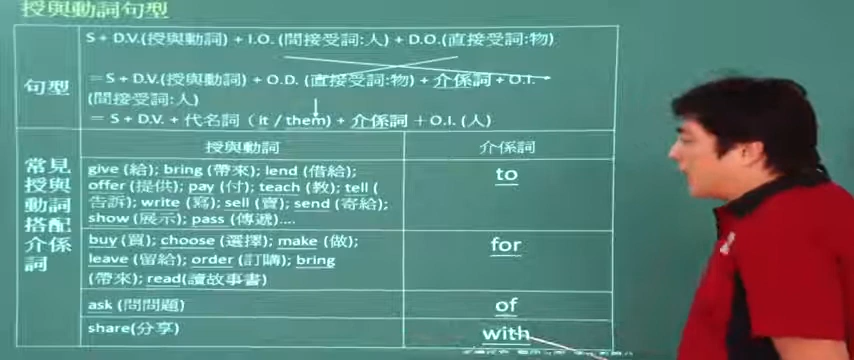 授與動詞句型
句型
S + D.V.(授與動詞) + I.O. (間接受詞:人) + D.O.(直接受詞:物)
= S + D.V.(授與動詞) + O.D. (直接受詞:物) + 介係詞 + O.I.
(間接受詞:人)
= S + D.V. + 代名詞 (it / them) + 介係詞 + O.I. (人)
常見
授與
動詞
搭配
介係
詞
授與動詞
介係詞
give (給); bring (帶來); lend (借給);
offer (提供); pay (付); teach (教); tell (
告訴); write (寫); sell (賣); send (寄給);
show (展示); pass (傳遞)....
to
buy (買); choose (選擇); make (做);
leave (留給); order (訂購); bring
(帶來); read(讀故事書)
for
ask (問問題)
of
share(分享)
with